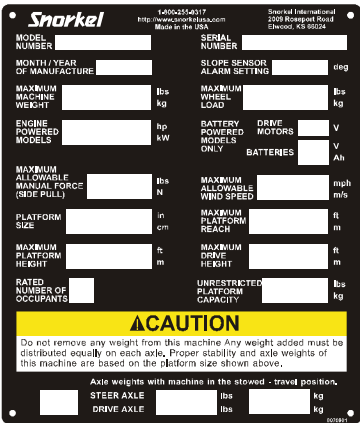 Snorkel
1-800-255-0317
http://www.snorkelusa.com
Made in the USA
Snorkel International
2009 Roseport Road
Elwood, KS 66024
MODEL
NUMBER
SERIAL
NUMBER
MONTH / YEAR
OF MANUFACTURE
SLOPE SENSOR
ALARM SETTING
deg
MAXIMUM
MACHINE
WEIGHT
lbs
kg
MAXIMUM
WHEEL
LOAD
lbs
kg
ENGINE
POWERED
MODELS
hp
kW
BATTERY
POWERED
MODELS
ONLY
DRIVE
MOTORS
V
BATTERIES
V
Ah
MAXIMUM
ALLOWABLE
MANUAL FORCE
(SIDE PULL)
lbs
N
MAXIMUM
ALLOWABLE
WIND SPEED
mph
m/s
PLATFORM
SIZE
in
cm
MAXIMUM
PLATFORM
REACH
ft
m
MAXIMUM
PLATFORM
HEIGHT
ft
m
MAXIMUM
DRIVE
HEIGHT
ft
m
RATED
NUMBER OF
OCCUPANTS
UNRESTRICTED
PLATFORM
CAPACITY
lbs
kg
CAUTION
Do not remove any weight from this machine Any weight added must be
distributed equally on each axle. Proper stability and axle weights of
this machine are based on the platform size shown above.
Axle weights with machine in the stowed - travel position.
STEER AXLE lbs kg
DRIVE AXLE lbs kg